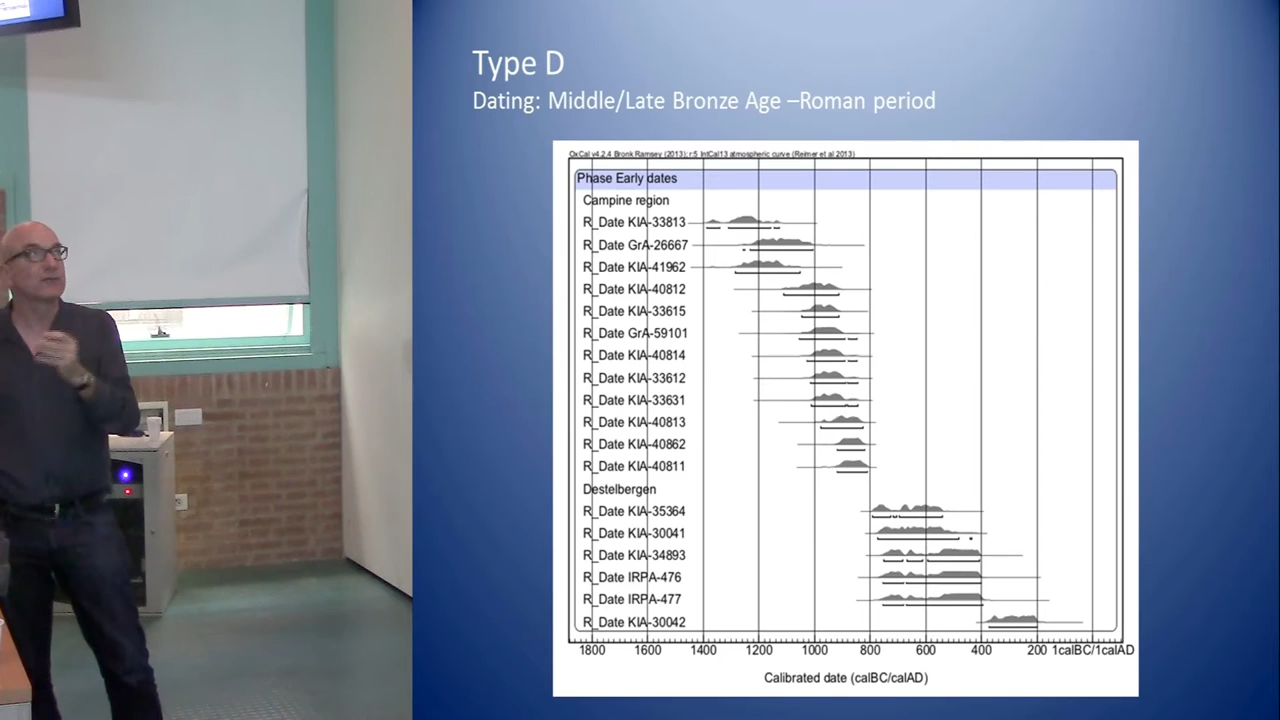 Type D
Dating: Middle/Late Bronze Age –Roman period
OxCal v4.2.4 Bronk Ramsey (2013); r:5 IntCal13 atmospheric curve (Reimer et al 2013)
Phase Early dates
Campine region
R_Date KIA-33813
R_Date GrA-26667
R_Date KIA-41962
R_Date KIA-40812
R_Date KIA-33615
R_Date GrA-59101
R_Date KIA-40814
R_Date KIA-33612
R_Date KIA-33631
R_Date KIA-40813
R_Date KIA-40862
R_Date KIA-40811
Destelbergen
R_Date KIA-35364
R_Date KIA-30041
R_Date KIA-34893
R_Date IRPA-476
R_Date IRPA-477
R_Date KIA-30042
1800 1600 1400 1200 1000 800 600 400 200 1calBC/1calAD
Calibrated date (calBC/calAD)